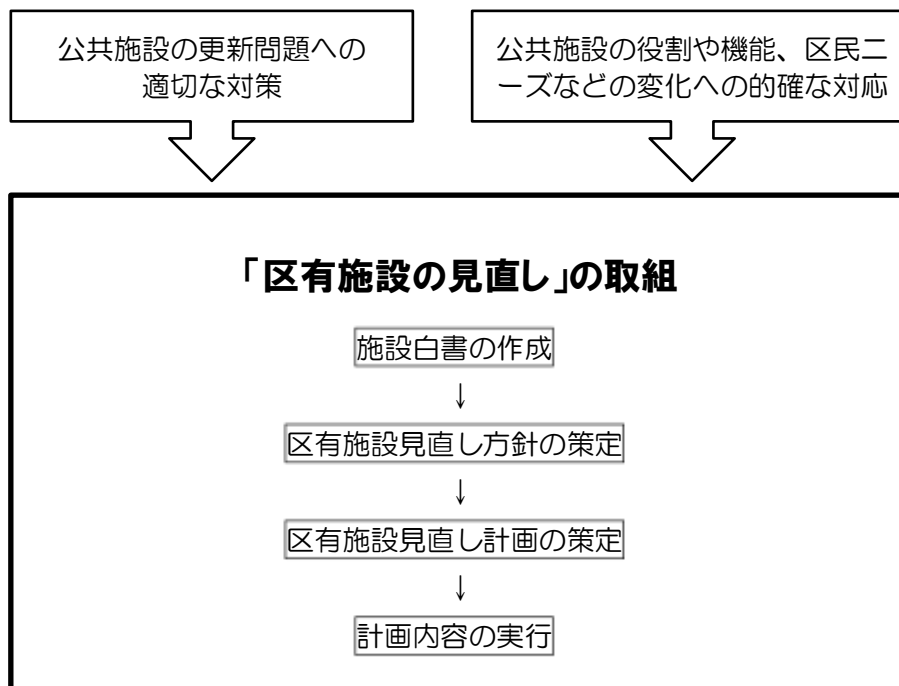 公共施設の更新問題への
適切な対策
公共施設の役割や機能、区民ニ
ーズなどの変化への的確な対応
「区有施設の見直し」の取組
施設白書の作成
↓
区有施設見直し方針の策定
↓
区有施設見直し計画の策定
↓
計画内容の実行